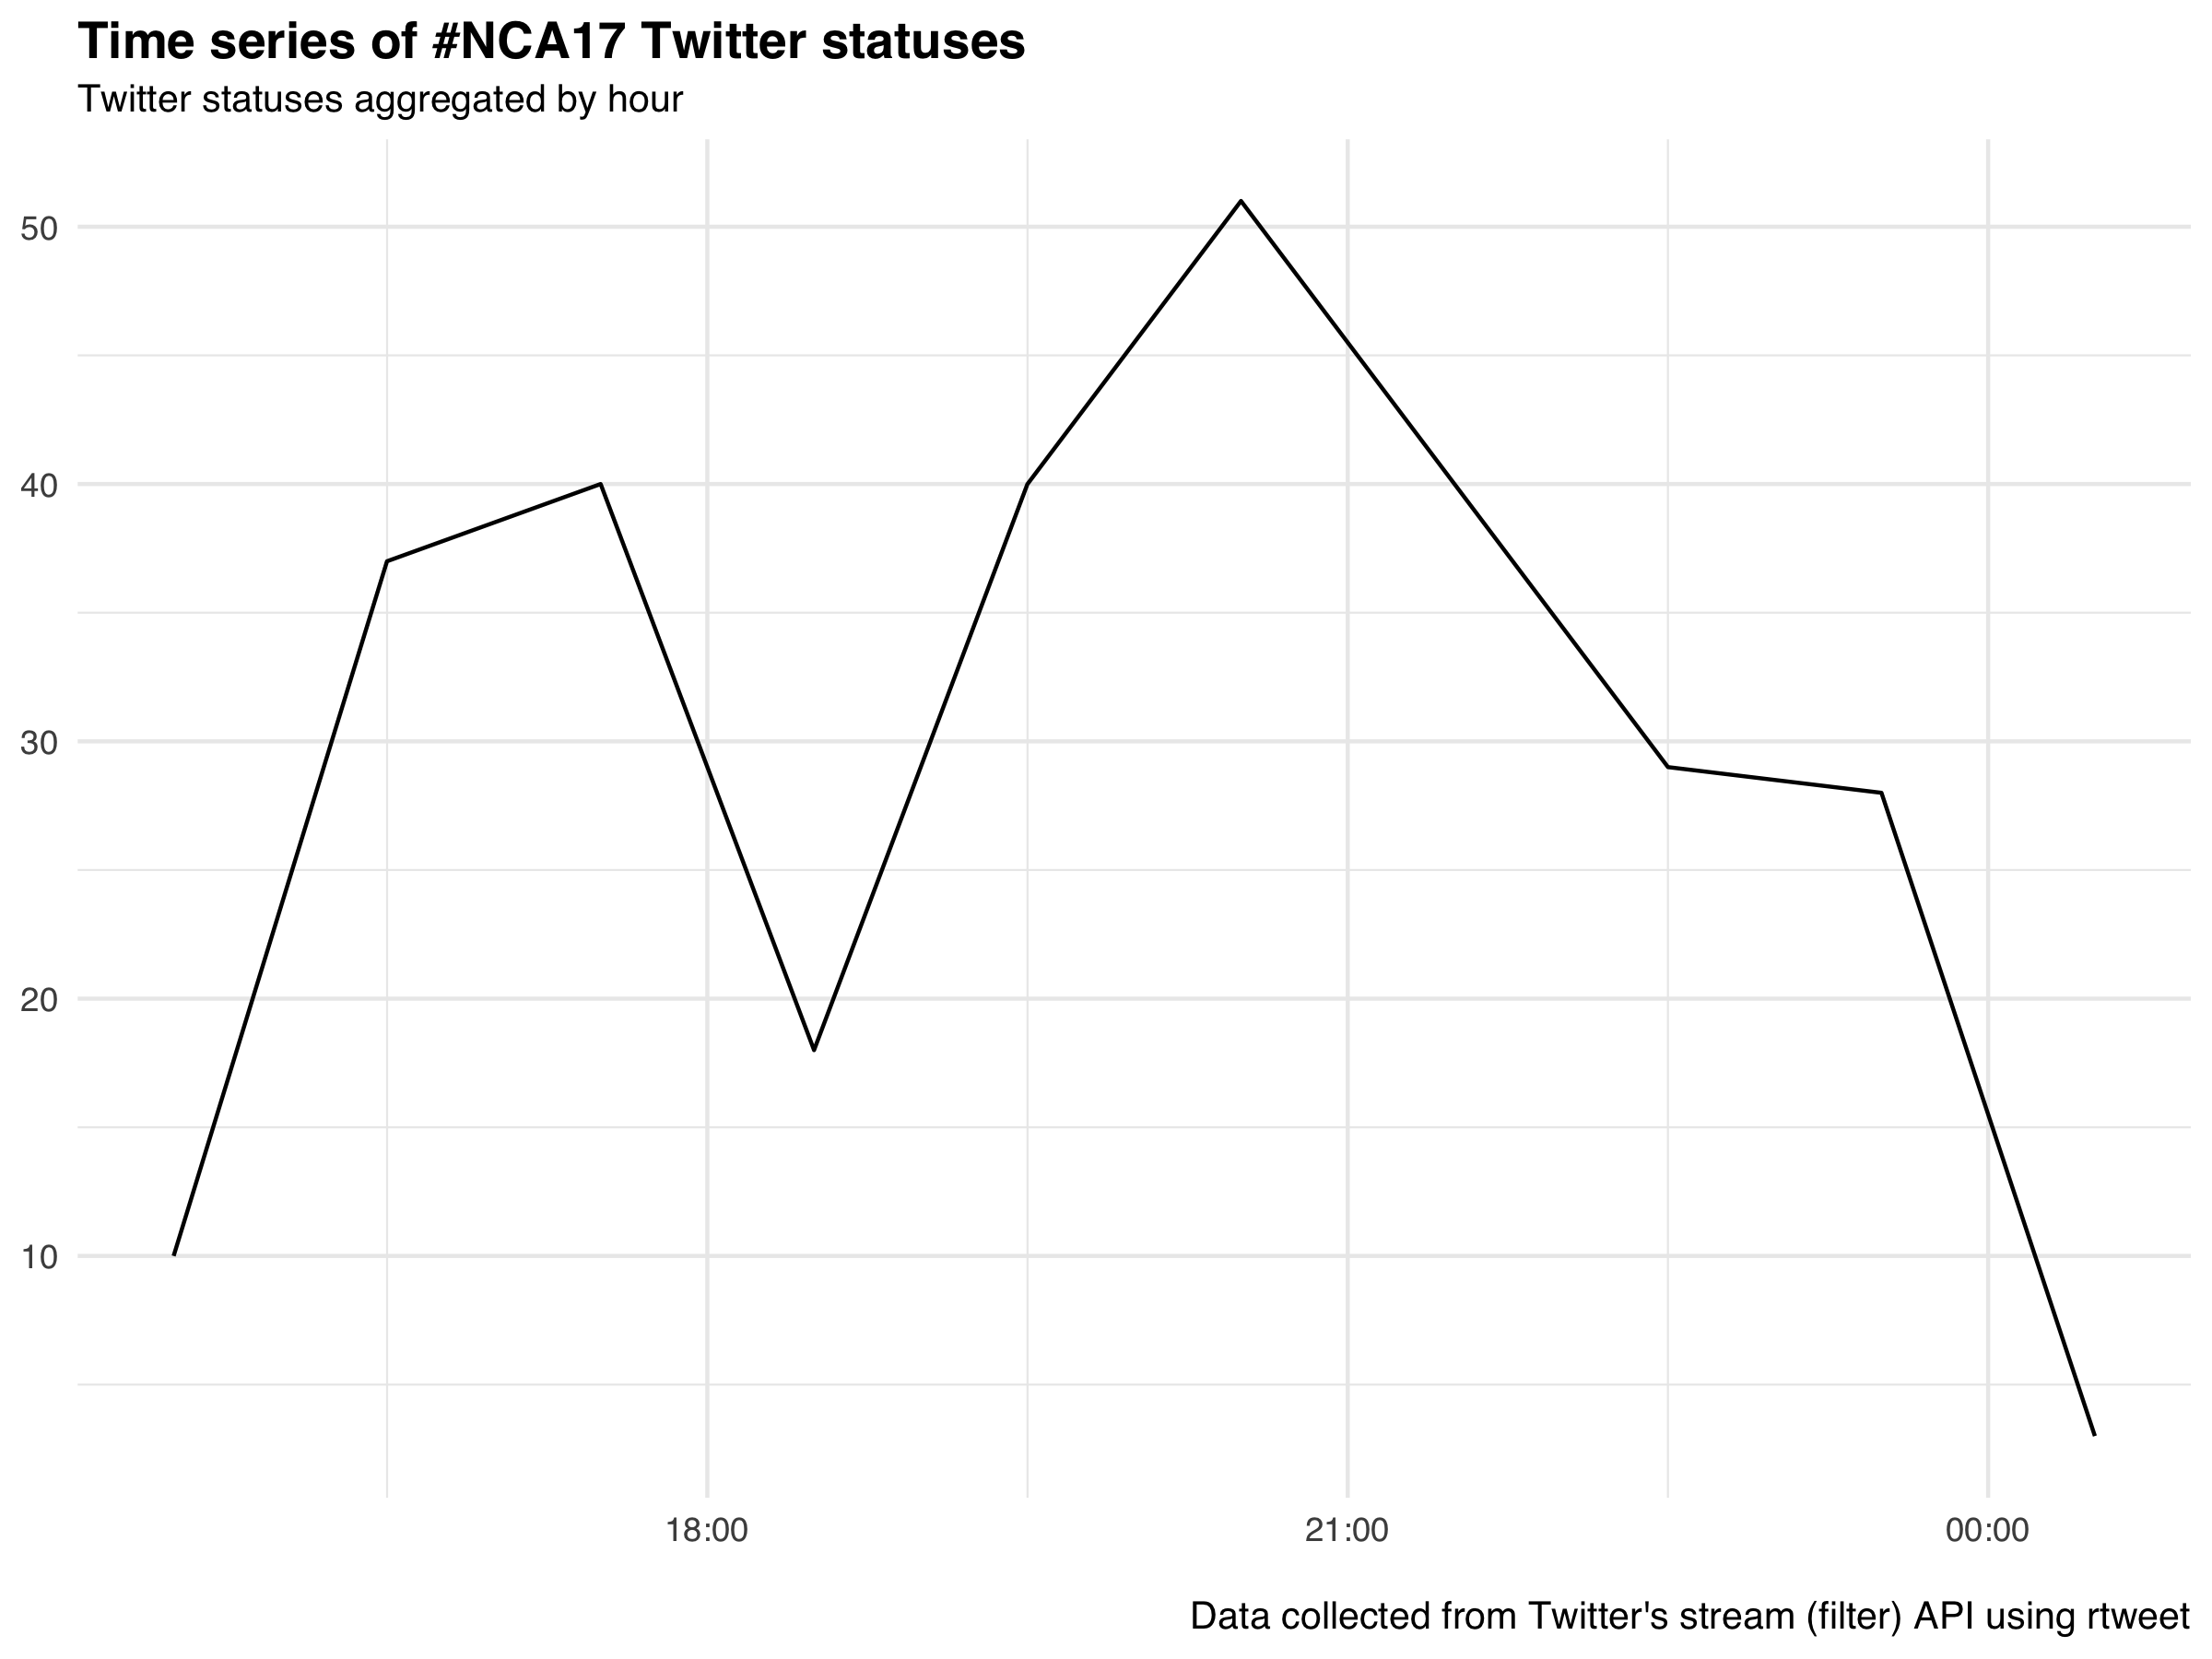 Time series of #NCA17 Twitter statuses
Twitter statuses aggregated by hour
50
40
30
20
10
18:00 21:00 00:00
Data collected from Twitter's stream (filter) API using rtweet